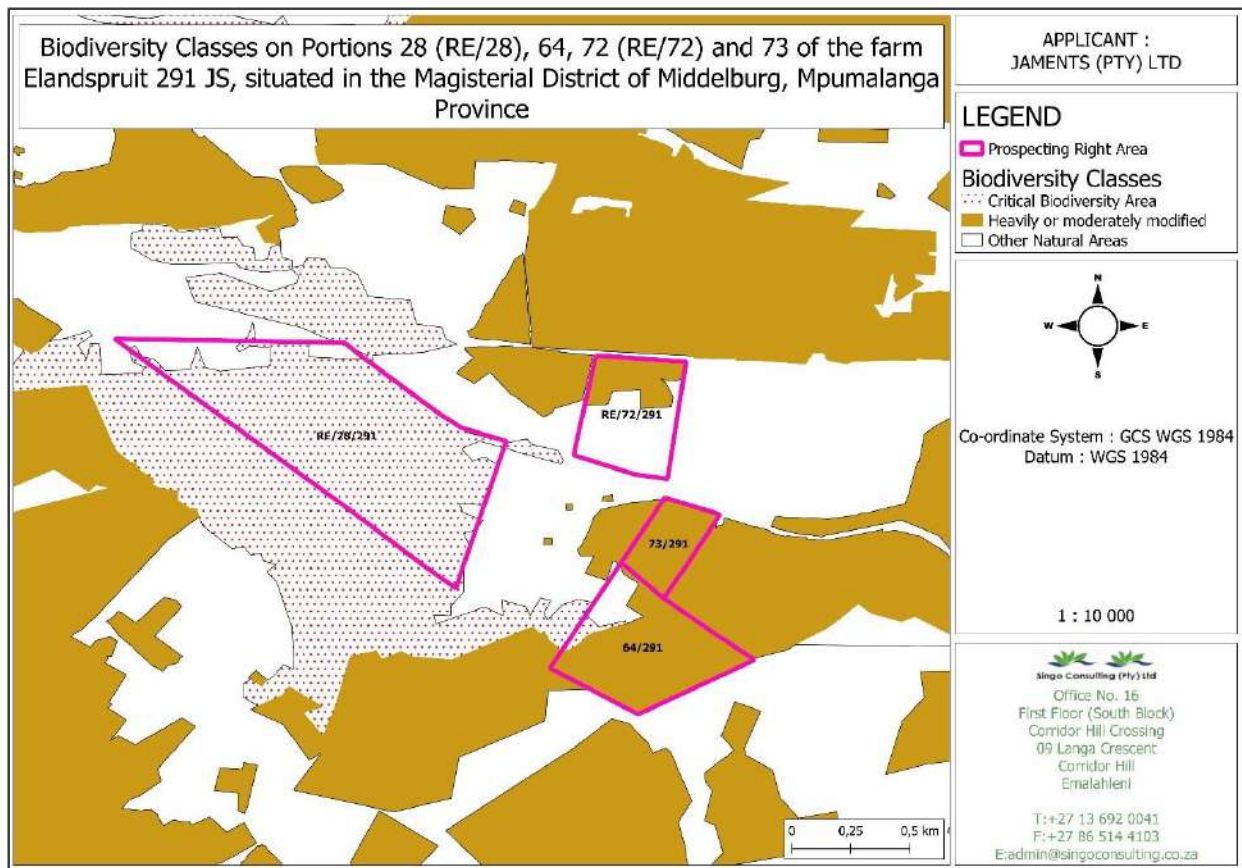 Biodiversity Classes on Portions 28 (RE/28), 64, 72 (RE/72) and 73 of the farm
Elandspruit 291 JS, situated in the Magisterial District of Middelburg, Mpumalanga
Province
APPLICANT :
JAMENTS (PTY) LTD
LEGEND
Prospecting Right Area
Biodiversity Classes
Critical Biodiversity Area
Heavily or moderately modified
Other Natural Areas
N
W E
S
Co-ordinate System : GCS WGS 1984
Datum : WGS 1984
1 : 10 000
Singo Consulting (Pty) Ltd
Office No. 16
First Floor (South Block)
Corridor Hill Crossing
09 Langa Crescent
Corridor Hill
Emalahleni
T:+27 13 692 0041
F:+27 86 514 4103
E:admin@singoconsulting.co.za
RE/28/291
RE/72/291
73/291
64/291
0 0,25 0,5 km